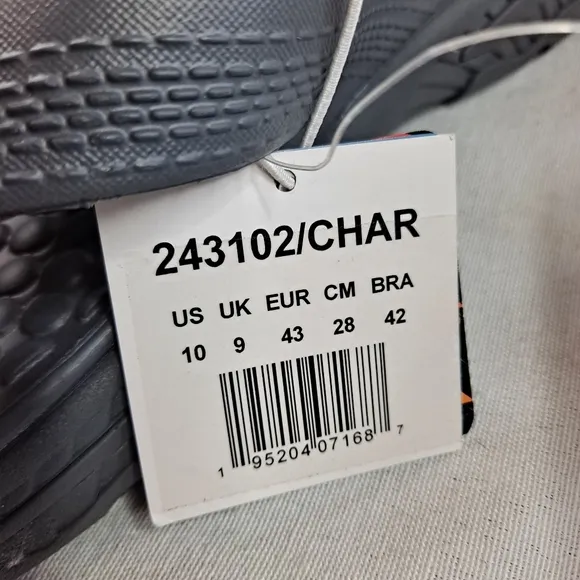 243102/CHAR
US UK EUR CM BRA
10 9 43 28 42
1 95204 07168 7